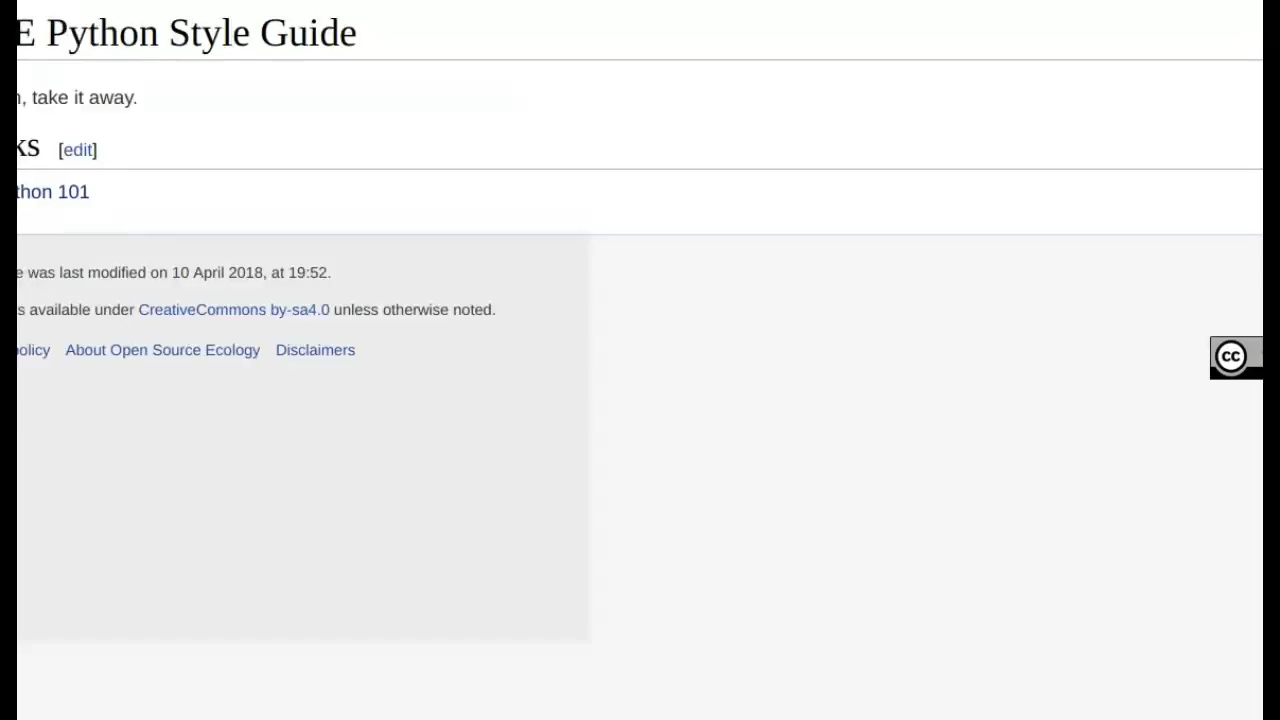 E Python Style Guide
, take it away.
ks [edit]
thon 101
e was last modified on 10 April 2018, at 19:52.
s available under CreativeCommons by-sa4.0 unless otherwise noted.
policy About Open Source Ecology Disclaimers
cc